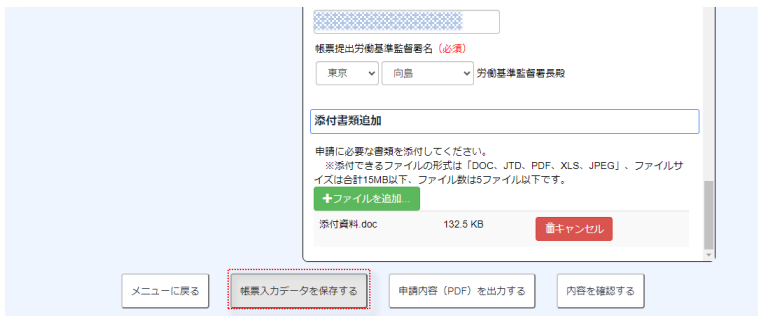 帳票提出労働基準監督署名（必須）
東京 向島 労働基準監督署長殿
添付書類追加
申請に必要な書類を添付してください。
※添付できるファイルの形式は「DOC、JTD、PDF、XLS、JPEG」、ファイルサ
イズは合計15MB以下、ファイル数は5ファイル以下です。
+ファイルを追加...
添付資料.doc 132.5 KB キャンセル
メニューに戻る 帳票入力データを保存する 申請内容（PDF）を出力する 内容を確認する